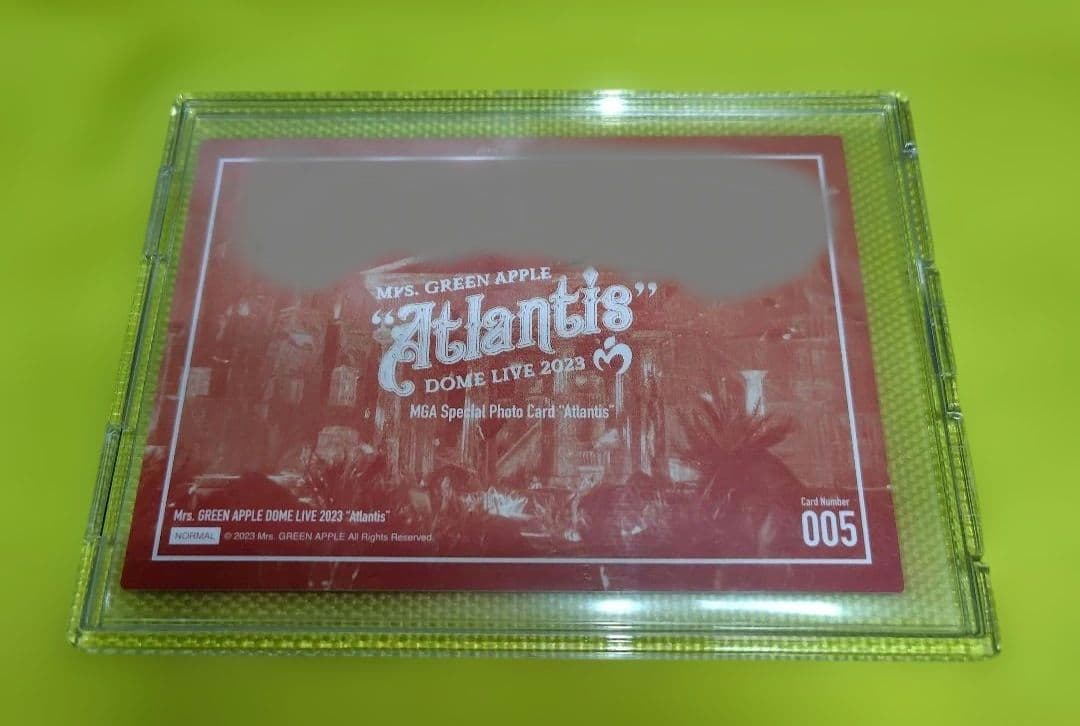 Mrs. GREEN APPLE
“Atlantis”
DOME LIVE 2023
MGA Special Photo Card “Atlantis”
Mrs. GREEN APPLE DOME LIVE 2023 “Atlantis”
NORMAL © 2023 Mrs. GREEN APPLE All Rights Reserved.
Card Number
005